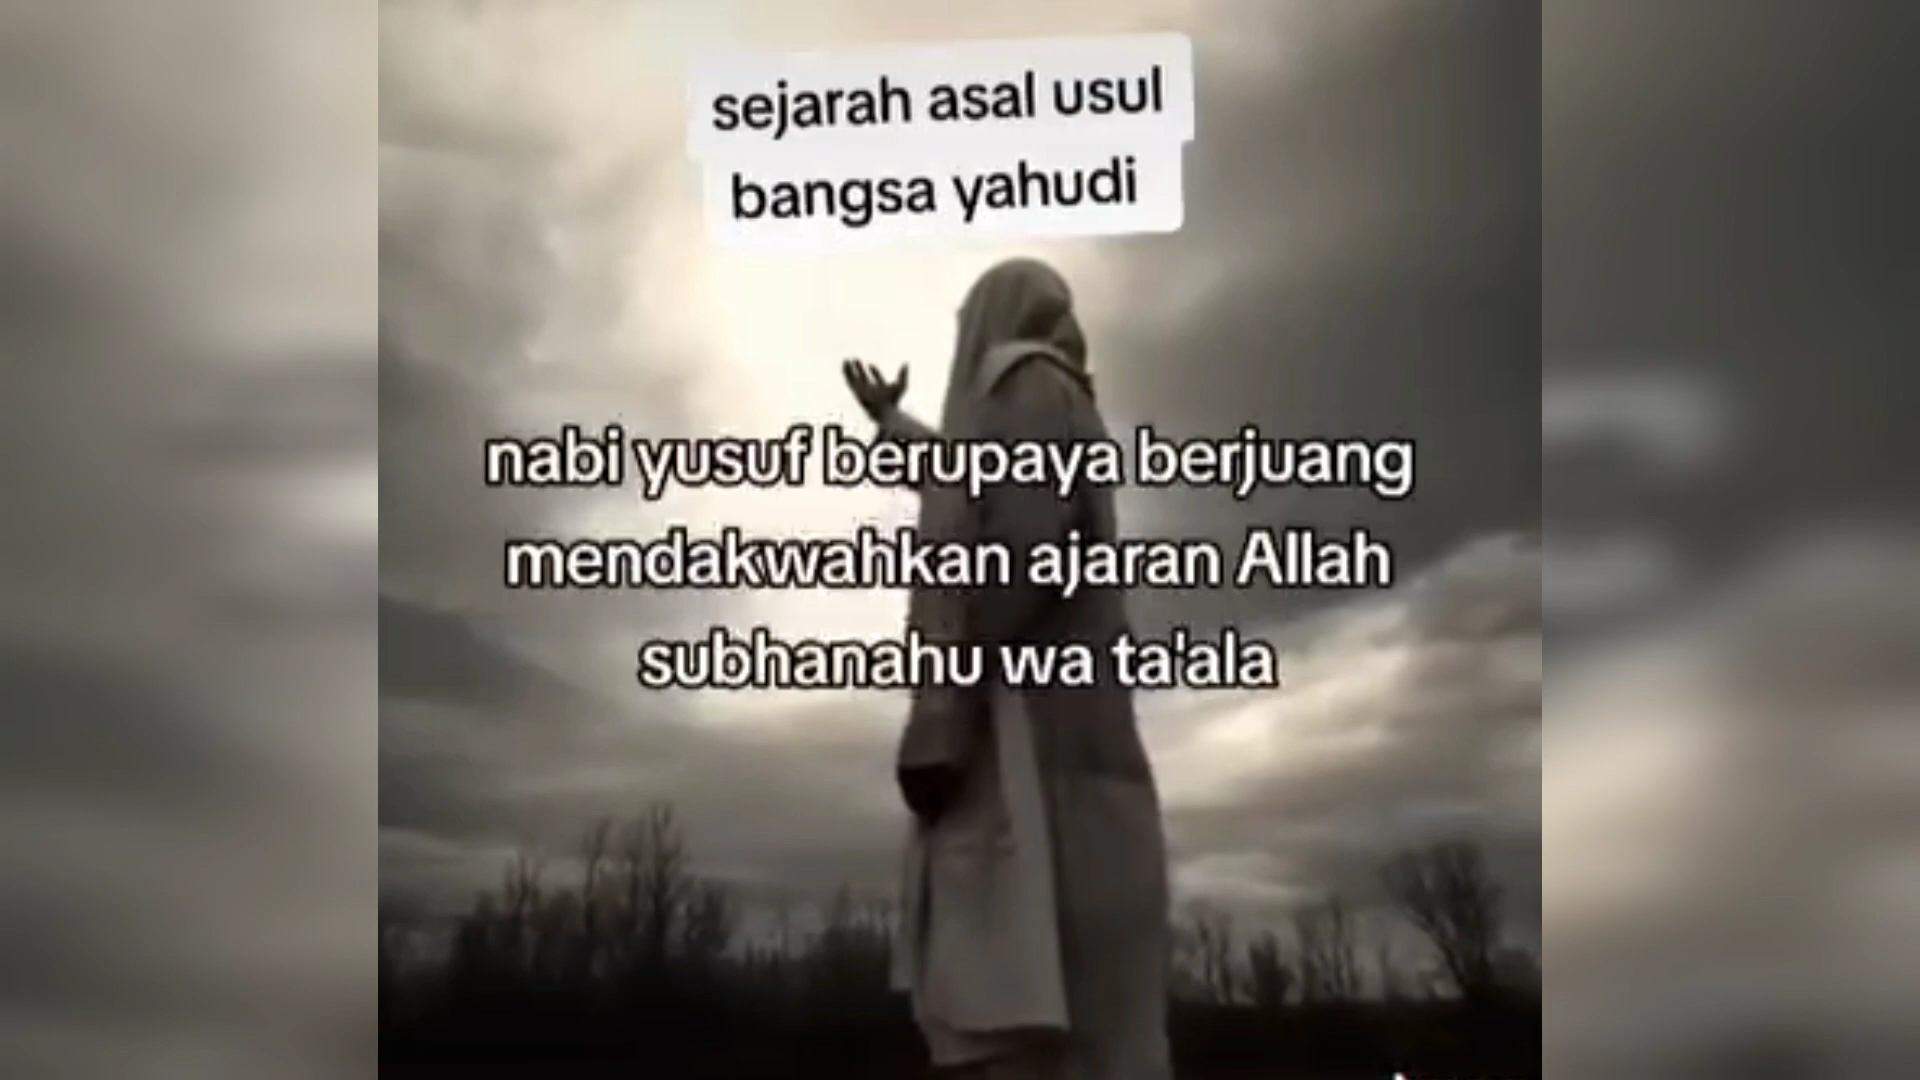 sejarah asal usul
bangsa yahudi
nabi yusuf berupaya berjuang
mendakwahkan ajaran Allah
subhanahu wa ta'ala